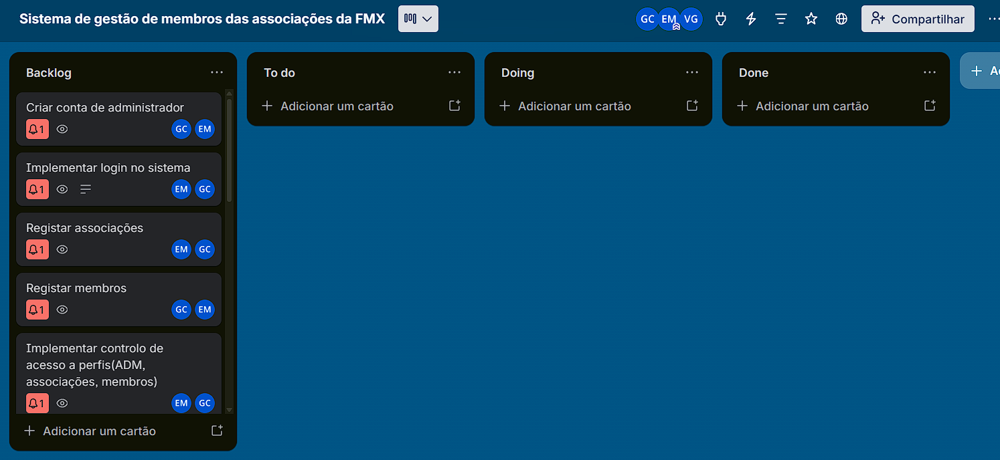 Sistema de gestão de membros das associações da FMX
GC EM VG
Compartilhar
Backlog
Criar conta de administrador
1
GC EM
Implementar login no sistema
1
EM GC
Registar associações
1
EM GC
Registar membros
1
GC EM
Implementar controlo de
acesso a perfis(ADM,
associações, membros)
1
EM GC
+ Adicionar um cartão
To do
+ Adicionar um cartão
Doing
+ Adicionar um cartão
Done
+ Adicionar um cartão